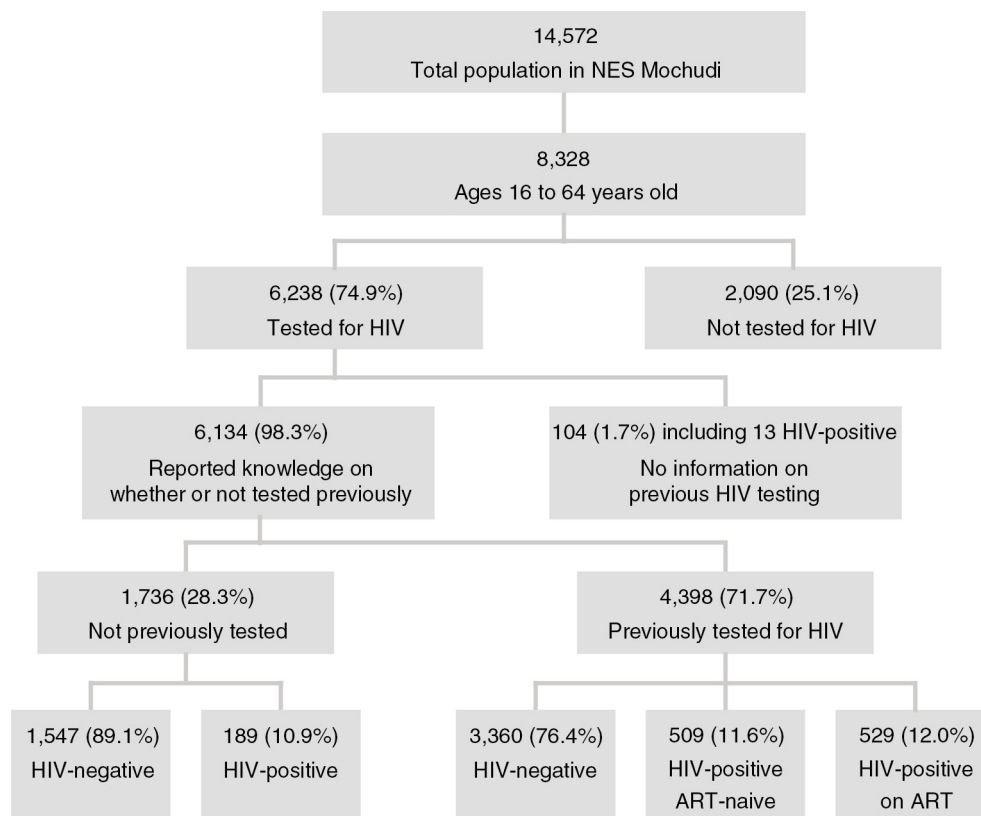 14,572
Total population in NES Mochudi
8,328
Ages 16 to 64 years old
6,238 (74.9%)
Tested for HIV
2,090 (25.1%)
Not tested for HIV
6,134 (98.3%)
Reported knowledge on
whether or not tested previously
104 (1.7%) including 13 HIV-positive
No information on
previous HIV testing
1,736 (28.3%)
Not previously tested
4,398 (71.7%)
Previously tested for HIV
1,547 (89.1%)
HIV-negative
189 (10.9%)
HIV-positive
3,360 (76.4%)
HIV-negative
509 (11.6%)
HIV-positive
ART-naive
529 (12.0%)
HIV-positive
on ART